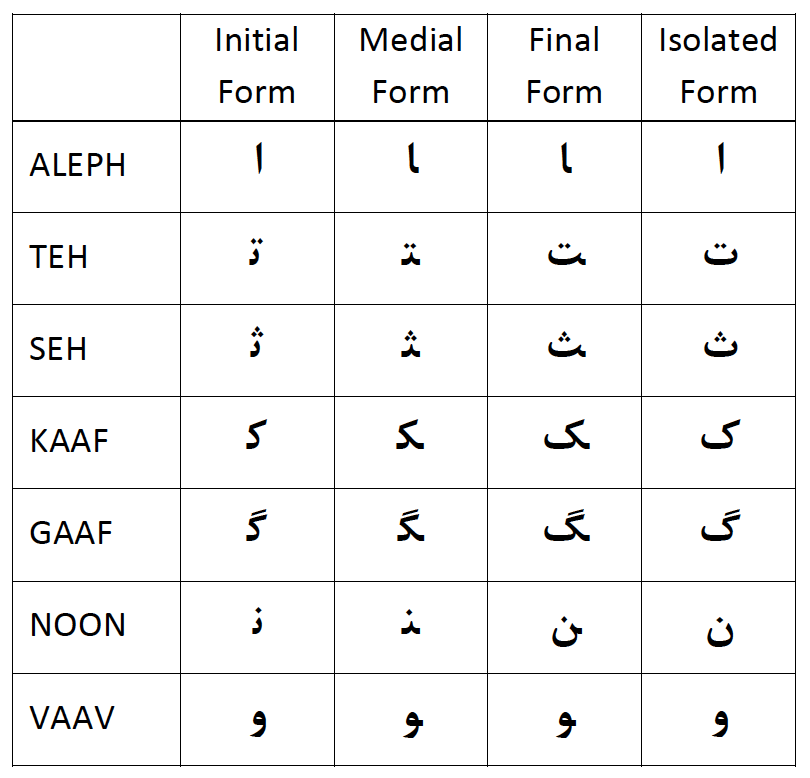 Initial Form Medial Form Final Form Isolated Form
ALEPH ا ـا ـا ا
TEH تـ ـتـ ـت ت
SEH ثـ ـثـ ـث ث
KAAF کـ ـکـ ـک ک
GAAF گـ ـگـ ـگ گ
NOON نـ ـنـ ـن ن
VAAV و ـو ـو و